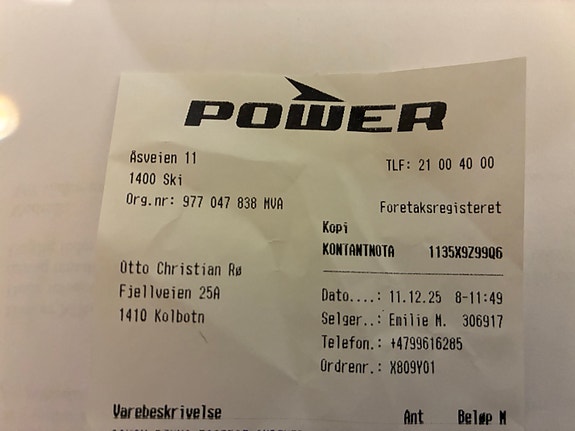 POWER
Åsveien 11
TLF: 21 00 40 00
1400 Ski
Org.nr: 977 047 838 MVA
Foretaksregisteret
Kopi
KONTANTNOTA 1135X9Z99Q6
Otto Christian Rø
Fjellveien 25A
1410 Kolbotn
Dato....: 11.12.25 8-11:49
Selger..: Emilie M. 306917
Telefon.: +4799616285
Ordrenr.: X809Y01
Varebeskrivelse Ant Beløp M